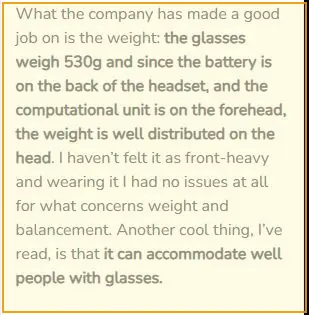 What the company has made a good
job on is the weight: the glasses
weigh 530g and since the battery is
on the back of the headset, and the
computational unit is on the forehead,
the weight is well distributed on the
head. I haven’t felt it as front-heavy
and wearing it I had no issues at all
for what concerns weight and
balancement. Another cool thing, I’ve
read, is that it can accommodate well
people with glasses.